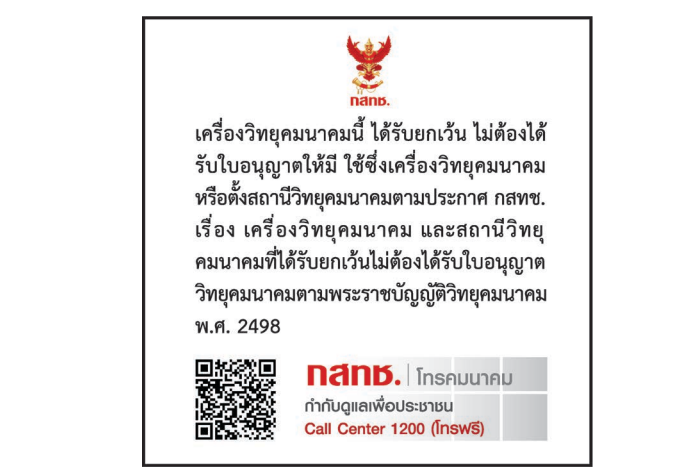 กสทช.
เครื่องวิทยุคมนาคมนี้ ได้รับยกเว้น ไม่ต้องได้
รับใบอนุญาตให้มี ใช้ซึ่งเครื่องวิทยุคมนาคม
หรือตั้งสถานีวิทยุคมนาคมตามประกาศ กสทช.
เรื่อง เครื่องวิทยุคมนาคม และสถานีวิทยุ
คมนาคมที่ได้รับยกเว้นไม่ต้องได้รับใบอนุญาต
วิทยุคมนาคมตามพระราชบัญญัติวิทยุคมนาคม
พ.ศ. 2498
กสทช. | โทรคมนาคม
กำกับดูแลเพื่อประชาชน
Call Center 1200 (โทรฟรี)